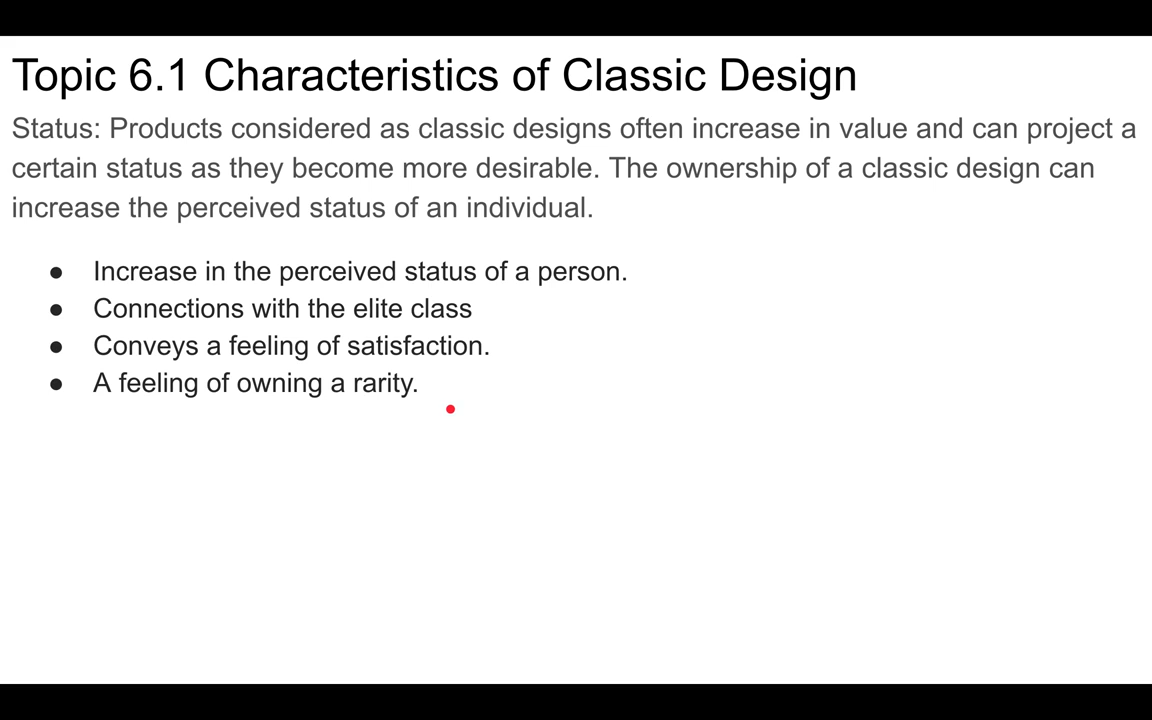 Topic 6.1 Characteristics of Classic Design
Status: Products considered as classic designs often increase in value and can project a
certain status as they become more desirable. The ownership of a classic design can
increase the perceived status of an individual.
● Increase in the perceived status of a person.
● Connections with the elite class
● Conveys a feeling of satisfaction.
● A feeling of owning a rarity.